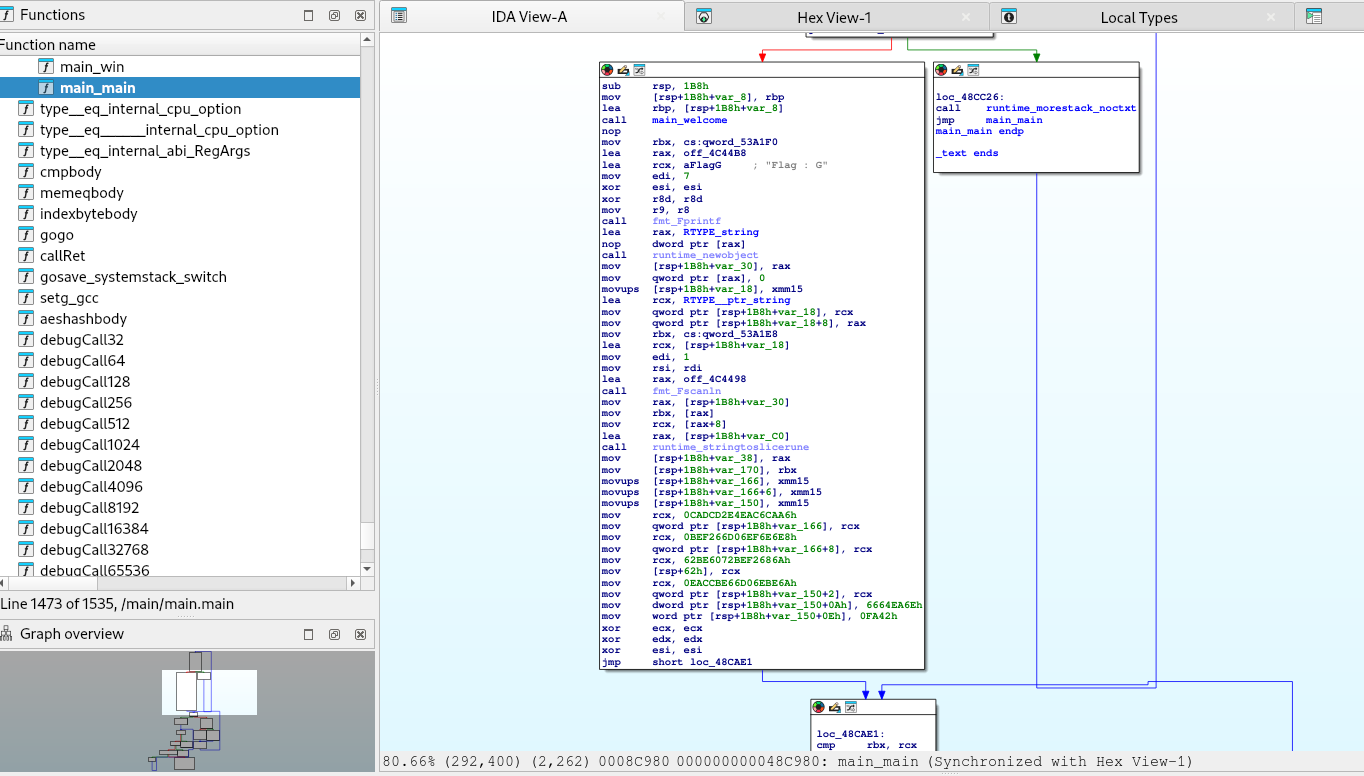 Functions
Function name
main_win
main_main
type__eq_internal_cpu_option
type__eq______internal_cpu_option
type__eq_internal_abi_RegArgs
cmpbody
memeqbody
indexbytebody
gogo
callRet
gosave_systemstack_switch
setg_gcc
aeshashbody
debugCall32
debugCall64
debugCall128
debugCall256
debugCall512
debugCall1024
debugCall2048
debugCall4096
debugCall8192
debugCall16384
debugCall32768
debugCall65536
Line 1473 of 1535, /main/main.main
Graph overview
IDA View-A
Hex View-1
Local Types
sub rsp, 1B8h
mov [rsp+1B8h+var_8], rbp
lea rbp, [rsp+1B8h+var_8]
call main_welcome
nop
mov rbx, cs:qword_53A1F0
lea rax, off_4C44B8
lea rcx, aFlagG ; "Flag : G"
mov edi, 7
xor esi, esi
xor r8d, r8d
mov r9, r8
call fmt_Fprintf
lea rax, RTYPE_string
nop dword ptr [rax]
call runtime_newobject
mov [rsp+1B8h+var_30], rax
mov qword ptr [rax], 0
movups [rsp+1B8h+var_18], xmm15
lea rcx, RTYPE__ptr_string
mov qword ptr [rsp+1B8h+var_18], rcx
mov qword ptr [rsp+1B8h+var_18+8], rax
mov rbx, cs:qword_53A1E8
lea rcx, [rsp+1B8h+var_18]
mov edi, 1
mov rsi, rdi
lea rax, off_4C4498
call fmt_Fscanln
mov rax, [rsp+1B8h+var_30]
mov rbx, [rax]
mov rcx, [rax+8]
lea rax, [rsp+1B8h+var_C0]
call runtime_stringtoslicerune
mov [rsp+1B8h+var_38], rax
mov [rsp+1B8h+var_170], rbx
movups [rsp+1B8h+var_166], xmm15
movups [rsp+1B8h+var_166+6], xmm15
movups [rsp+1B8h+var_150], xmm15
mov rcx, 0CADCD2E4EAC6CAA6h
mov qword ptr [rsp+1B8h+var_166], rcx
mov rcx, 0BEF266D06EF6E6E8h
mov qword ptr [rsp+1B8h+var_166+8], rcx
mov rcx, 62BE6072BEF2686Ah
mov [rsp+62h], rcx
mov rcx, 0EACCBE66D06EBE6Ah
mov qword ptr [rsp+1B8h+var_150+2], rcx
mov dword ptr [rsp+1B8h+var_150+0Ah], 6664EA6Eh
mov word ptr [rsp+1B8h+var_150+0Eh], 0FA42h
xor ecx, ecx
xor edx, edx
xor esi, esi
jmp short loc_48CAE1
loc_48CC26:
call runtime_morestack_noctxt
jmp main_main
main_main endp
_text ends
loc_48CAE1:
cmp rbx, rcx
80.66% (292,400) (2,262) 0008C980 000000000048C980: main_main (Synchronized with Hex View-1)